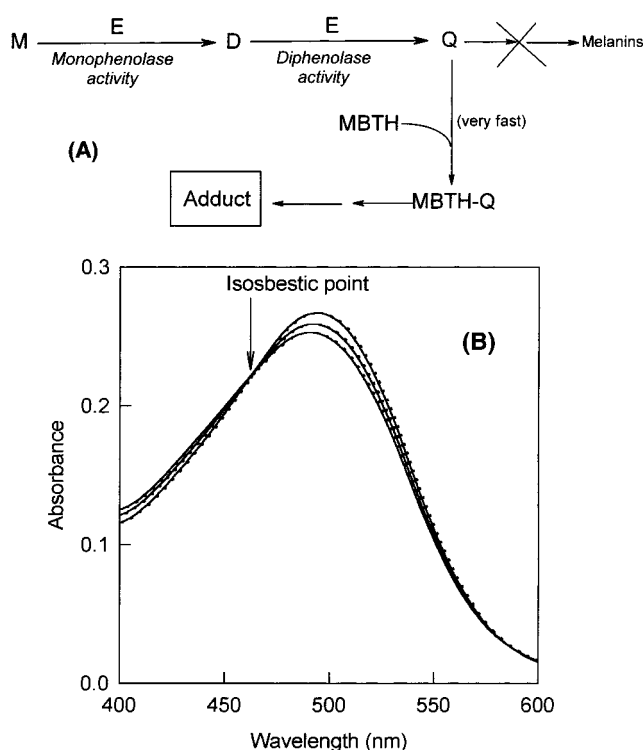 E E
M D Q Melanins
Monophenolase Diphenolase
activity activity
MBTH (very fast)
(A)
Adduct MBTH-Q
0.3
Isosbestic point
(B)
0.2
Absorbance
0.1
0.0
400 450 500 550 600
Wavelength (nm)